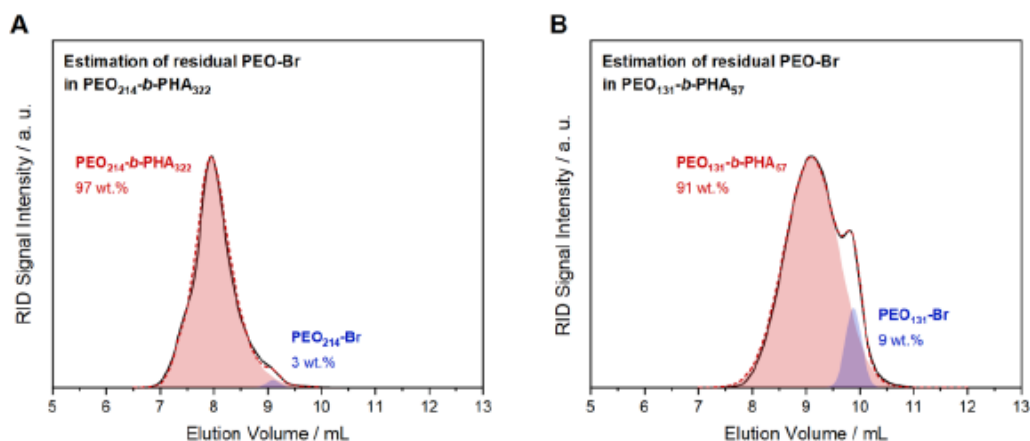 A
Estimation of residual PEO-Br
in PEO₂₁₄-b-PHA₃₂₂
PEO₂₁₄-b-PHA₃₂₂
97 wt.%
PEO₂₁₄-Br
3 wt.%
RID Signal Intensity / a. u.
5 6 7 8 9 10 11 12 13
Elution Volume / mL
B
Estimation of residual PEO-Br
in PEO₁₃₁-b-PHA₅₇
PEO₁₃₁-b-PHA₅₇
91 wt.%
PEO₁₃₁-Br
9 wt.%
RID Signal Intensity / a. u.
5 6 7 8 9 10 11 12 13
Elution Volume / mL